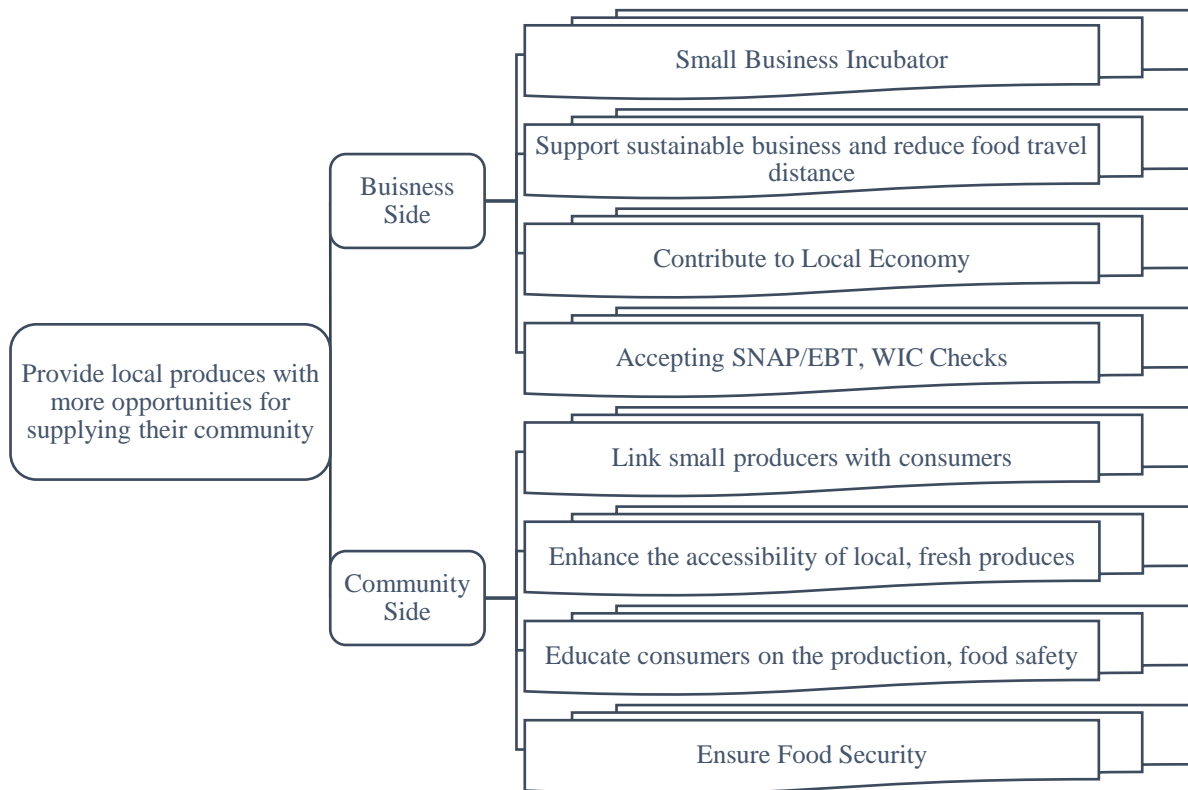 Provide local produces with
more opportunities for
supplying their community
Buisness
Side
Small Business Incubator
Support sustainable business and reduce food travel
distance
Contribute to Local Economy
Accepting SNAP/EBT, WIC Checks
Community
Side
Link small producers with consumers
Enhance the accessibility of local, fresh produces
Educate consumers on the production, food safety
Ensure Food Security